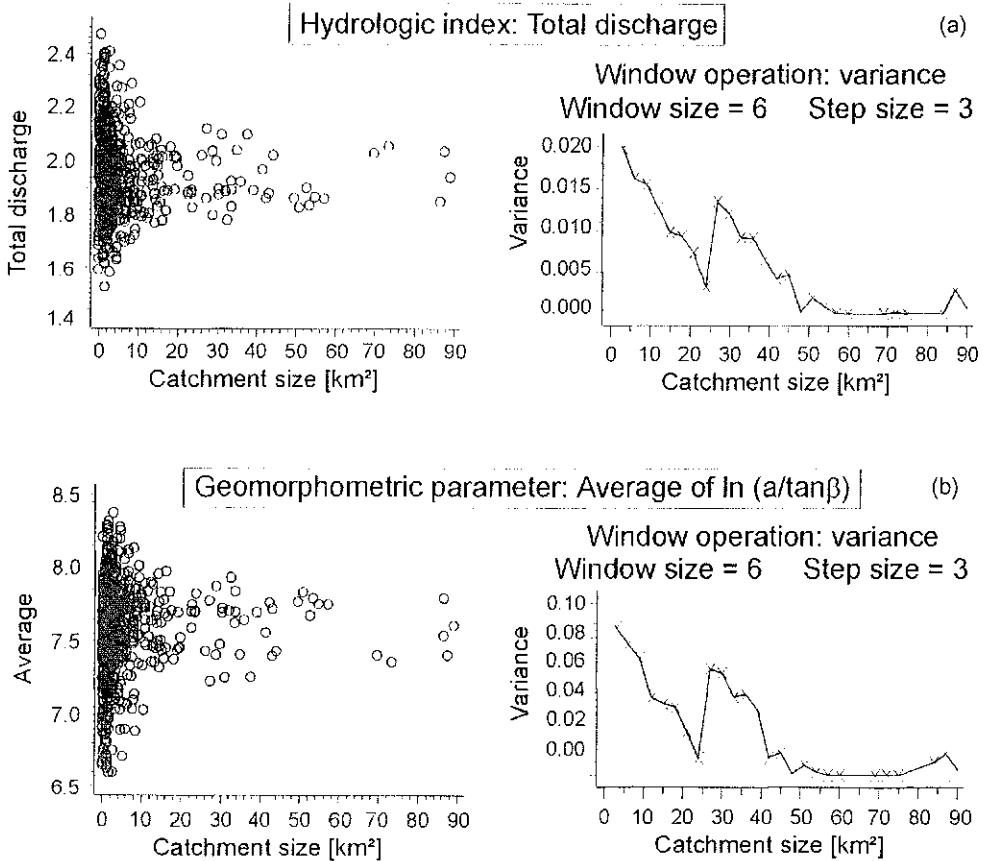 Hydrologic index: Total discharge
(a)
2.4
2.2
2.0
1.8
1.6
1.4
Total discharge
0 10 20 30 40 50 60 70 80 90
Catchment size [km²]
Window operation: variance
Window size = 6 Step size = 3
0.020
0.015
0.010
0.005
0.000
Variance
0 10 20 30 40 50 60 70 80 90
Catchment size [km²]
Geomorphometric parameter: Average of ln (a/tanβ)
(b)
8.5
8.0
7.5
7.0
6.5
Average
0 10 20 30 40 50 60 70 80 90
Catchment size [km²]
Window operation: variance
Window size = 6 Step size = 3
0.10
0.08
0.06
0.04
0.02
0.00
Variance
0 10 20 30 40 50 60 70 80 90
Catchment size [km²]